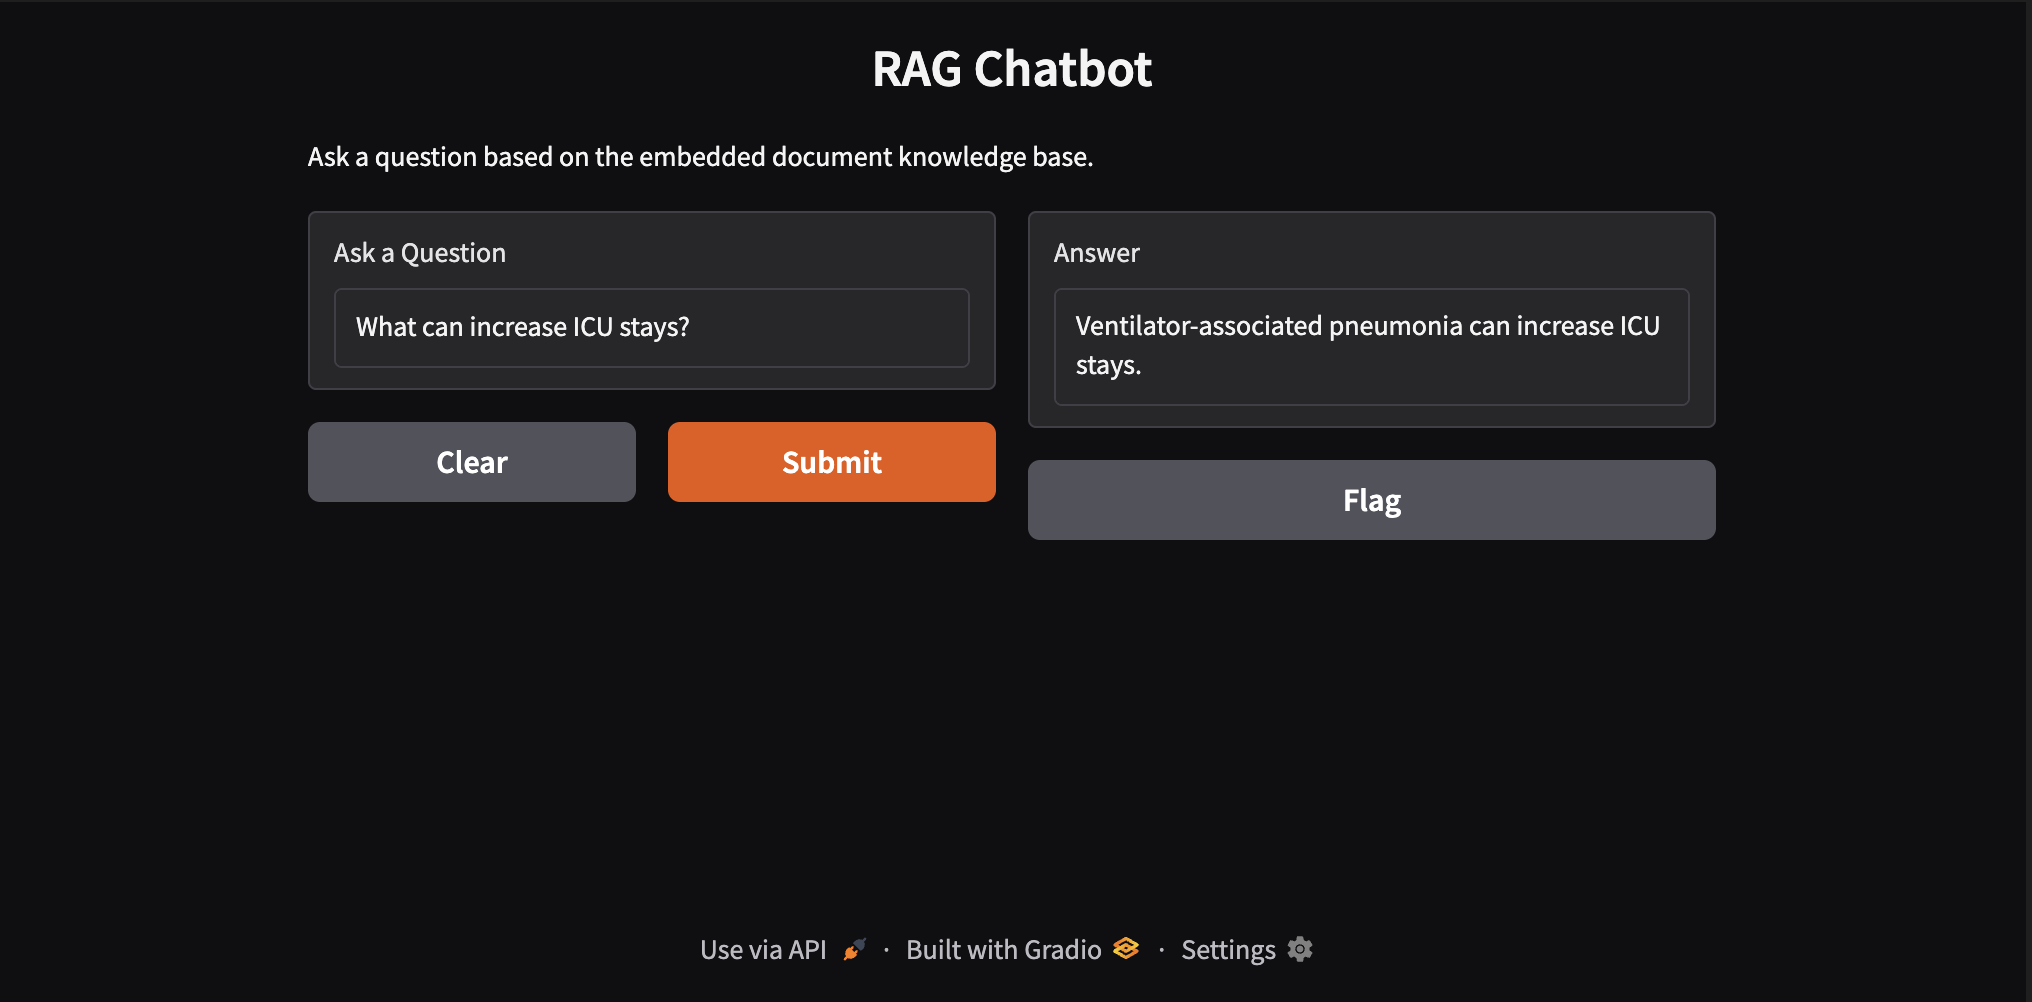 RAG Chatbot
Ask a question based on the embedded document knowledge base.
Ask a Question
What can increase ICU stays?
Clear
Submit
Answer
Ventilator-associated pneumonia can increase ICU
stays.
Flag
Use via API · Built with Gradio · Settings